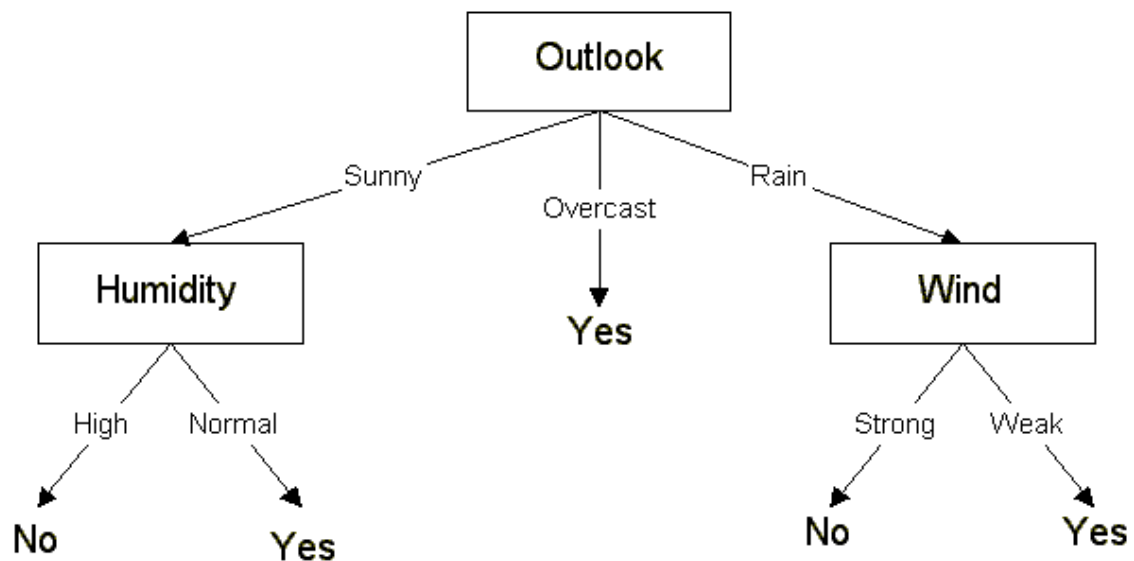 Outlook
Sunny
Overcast
Rain
Humidity
Yes
Wind
High
Normal
Strong
Weak
No
Yes
No
Yes